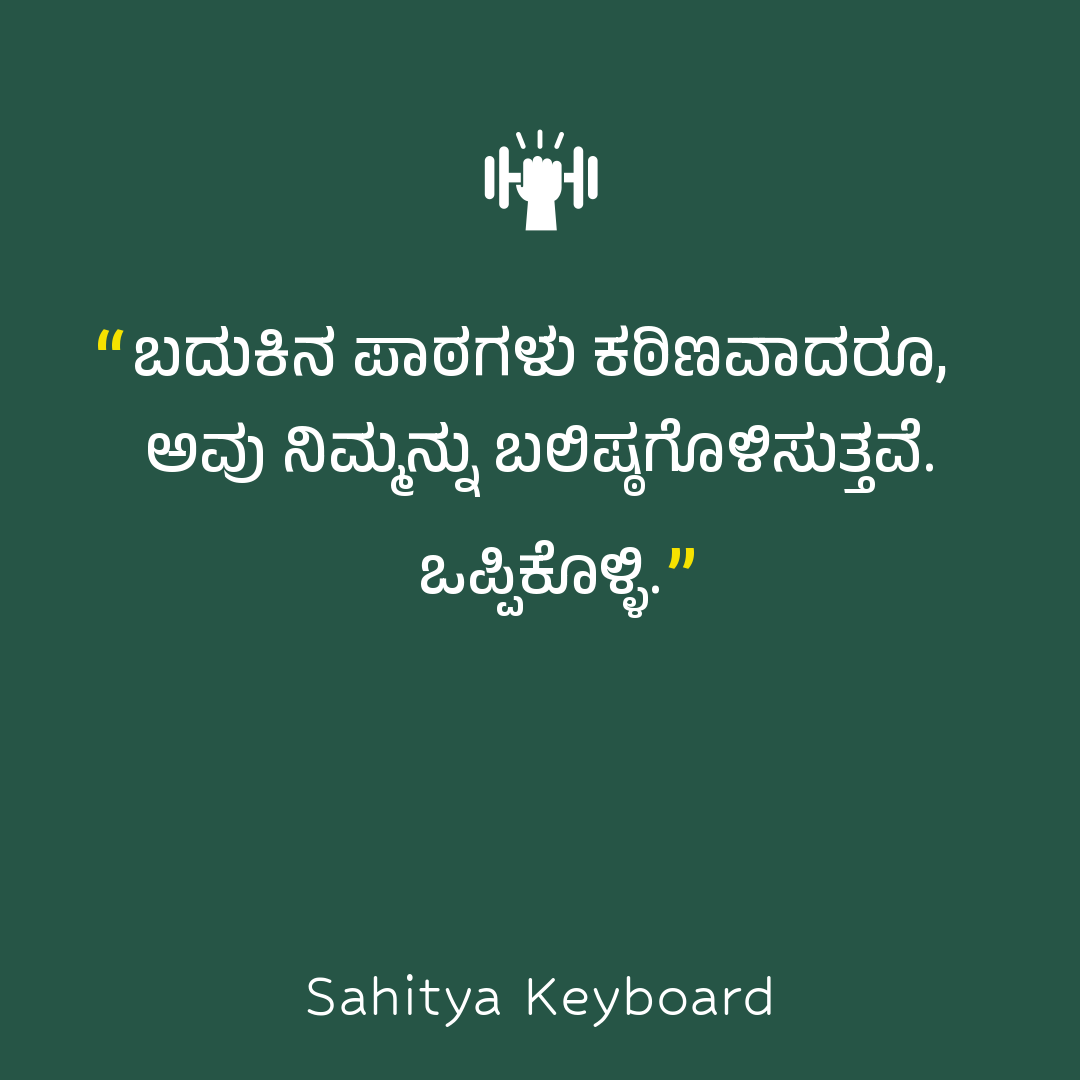 “ಬದುಕಿನ ಪಾಠಗಳು ಕಠಿಣವಾದರೂ,
ಅವು ನಿಮ್ಮನ್ನು ಬಲಿಷ್ಠಗೊಳಿಸುತ್ತವೆ.
ಒಪ್ಪಿಕೊಳ್ಳಿ.”
Sahitya Keyboard